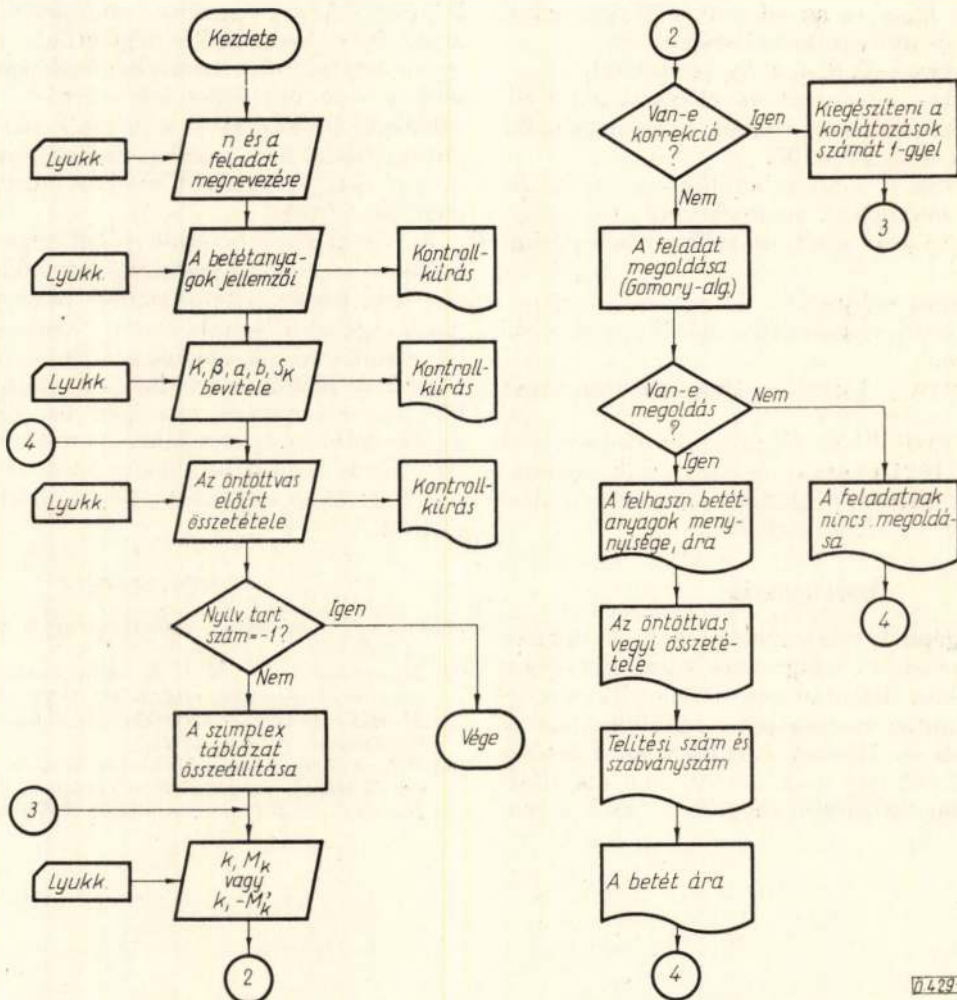 Kezdete
Lyukk.
n és a
feladat
megnevezése
Lyukk.
A betétanya-
gok jellemzői
Kontroll-
kiírás
Lyukk.
K, β, a, b, S_K
bevitele
Kontroll-
kiírás
4
Lyukk.
Az öntöttvas
előírt
összetétele
Kontroll-
kiírás
Nyilv. tart.
szám=-1?
Igen
Nem
A szimplex
táblázat
összeállítása
Vége
3
Lyukk.
k, M_k
vagy
k, -M'_k
2
2
Van-e
korrekció
?
Igen
Kiegészíteni a
korlátozások
számát 1-gyel
3
Nem
A feladat
megoldása
(Gomory-alg.)
Van-e
megoldás
?
Nem
Igen
A felhaszn. betét-
anyagok meny-
nyisége, ára
A feladatnak
nincs megoldá-
sa
4
Az öntöttvas
vegyi összeté-
tele
Telítési szám és
szabványszám
A betét ára
4
Ö 429